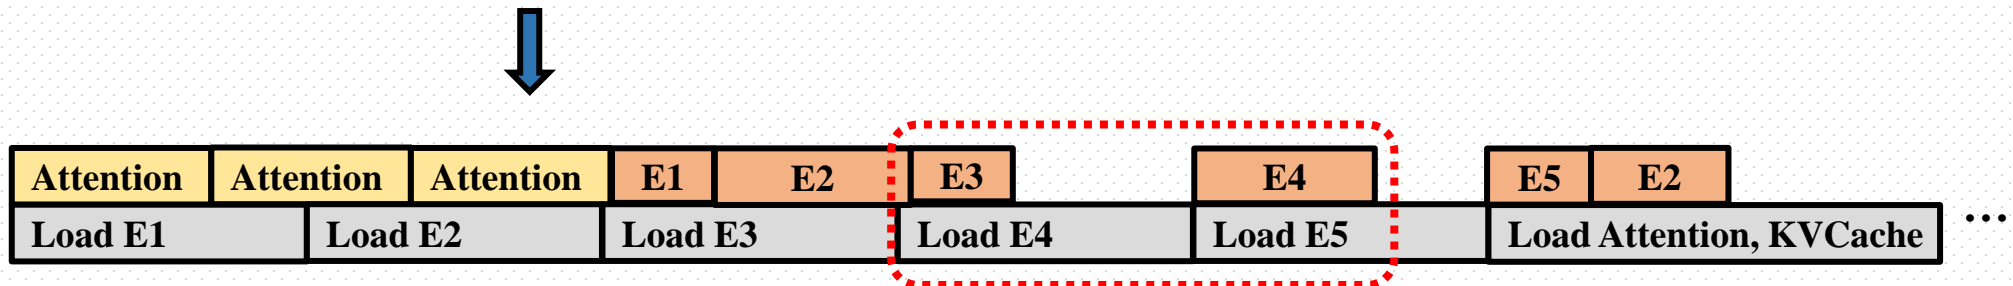 Attention Attention Attention E1 E2 E3 E4 E5 E2
Load E1 Load E2 Load E3 Load E4 Load E5 Load Attention, KVCache ...